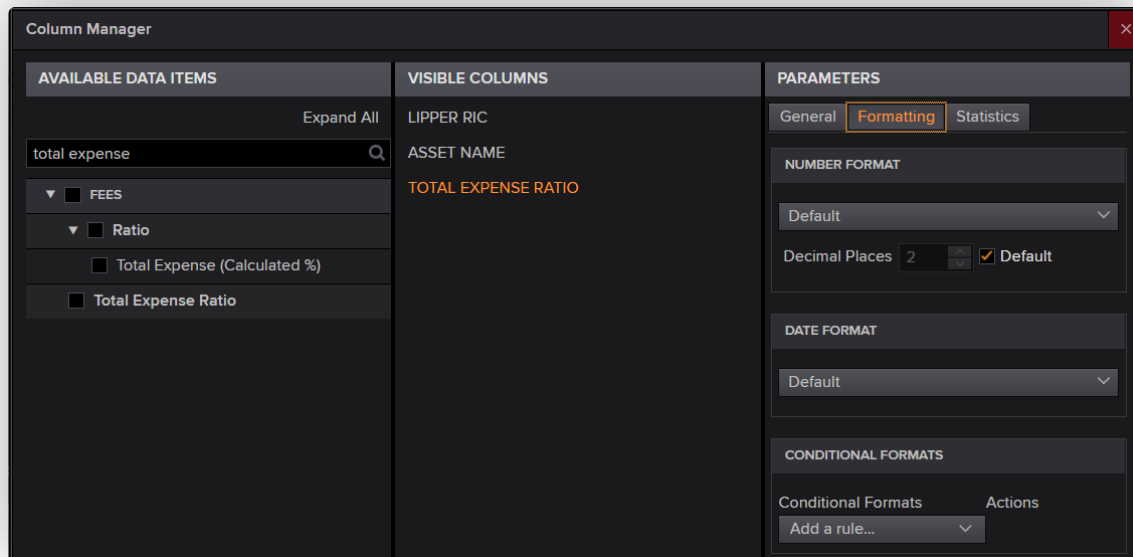 Column Manager
AVAILABLE DATA ITEMS
Expand All
total expense
FEES
Ratio
Total Expense (Calculated %)
Total Expense Ratio
VISIBLE COLUMNS
LIPPER RIC
ASSET NAME
TOTAL EXPENSE RATIO
PARAMETERS
General Formatting Statistics
NUMBER FORMAT
Default
Decimal Places 2 Default
DATE FORMAT
Default
CONDITIONAL FORMATS
Conditional Formats Actions
Add a rule...